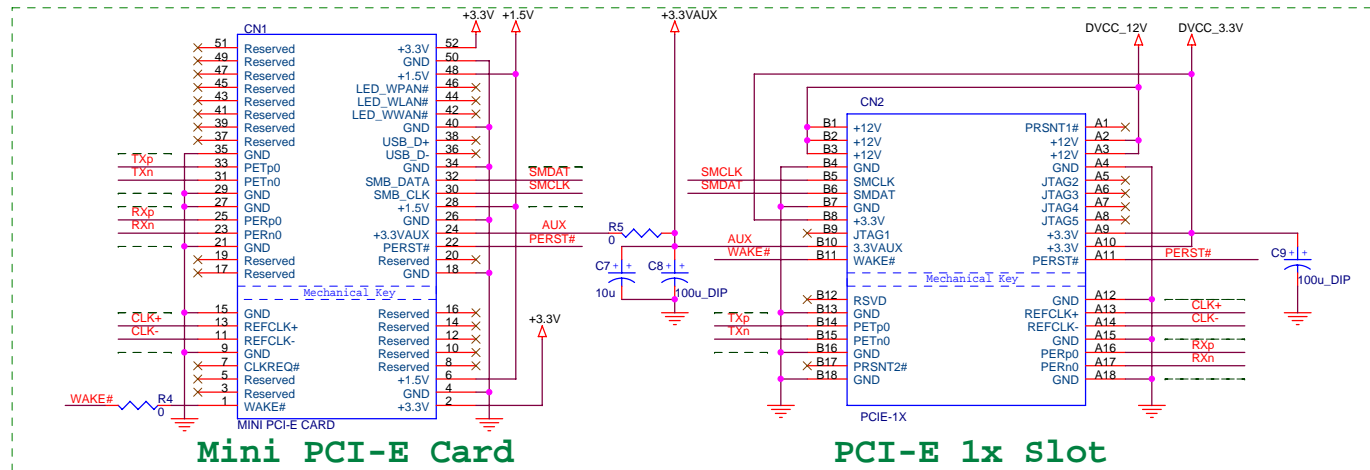 +3.3V +1.5V +3.3VAUX
DVCC_12V DVCC_3.3V
CN1
51 Reserved +3.3V 52
49 Reserved GND 50
47 Reserved +1.5V 48
45 Reserved LED_WPAN# 46
43 Reserved LED_WLAN# 44
41 Reserved LED_WWAN# 42
39 Reserved GND 40
37 Reserved USB_D+ 38
35 GND USB_D- 36
TXp 33 PETp0 GND 34
TXn 31 PETn0 SMB_DATA 32 SMDAT
29 GND SMB_CLK 30 SMCLK
27 GND +1.5V 28
RXp 25 PERp0 GND 26
RXn 23 PERn0 +3.3VAUX 24 AUX
21 GND PERST# 22 PERST#
19 Reserved Reserved 20
17 Reserved GND 18
Mechanical Key
15 GND Reserved 16
CLK+ 13 REFCLK+ Reserved 14
CLK- 11 REFCLK- Reserved 12
9 GND Reserved 10
7 CLKREQ# Reserved 8
5 Reserved +1.5V 6
3 Reserved GND 4
WAKE# R4 0 1 WAKE# +3.3V 2
+3.3V
MINI PCI-E CARD
R5
0
C7 + +
10u
C8 + +
100u_DIP
CN2
B1 +12V PRSNT1# A1
B2 +12V +12V A2
B3 +12V +12V A3
B4 GND GND A4
SMCLK B5 SMCLK JTAG2 A5
SMDAT B6 SMDAT JTAG3 A6
B7 GND JTAG4 A7
B8 +3.3V JTAG5 A8
B9 JTAG1 +3.3V A9
AUX B10 3.3VAUX +3.3V A10
WAKE# B11 WAKE# PERST# A11 PERST#
Mechanical Key
B12 RSVD GND A12
B13 GND REFCLK+ A13 CLK+
TXp B14 PETp0 REFCLK- A14 CLK-
TXn B15 PETn0 GND A15
B16 GND PERp0 A16 RXp
B17 PRSNT2# PERn0 A17 RXn
B18 GND GND A18
PCIE-1X
C9 + +
100u_DIP
Mini PCI-E Card
PCI-E 1x Slot